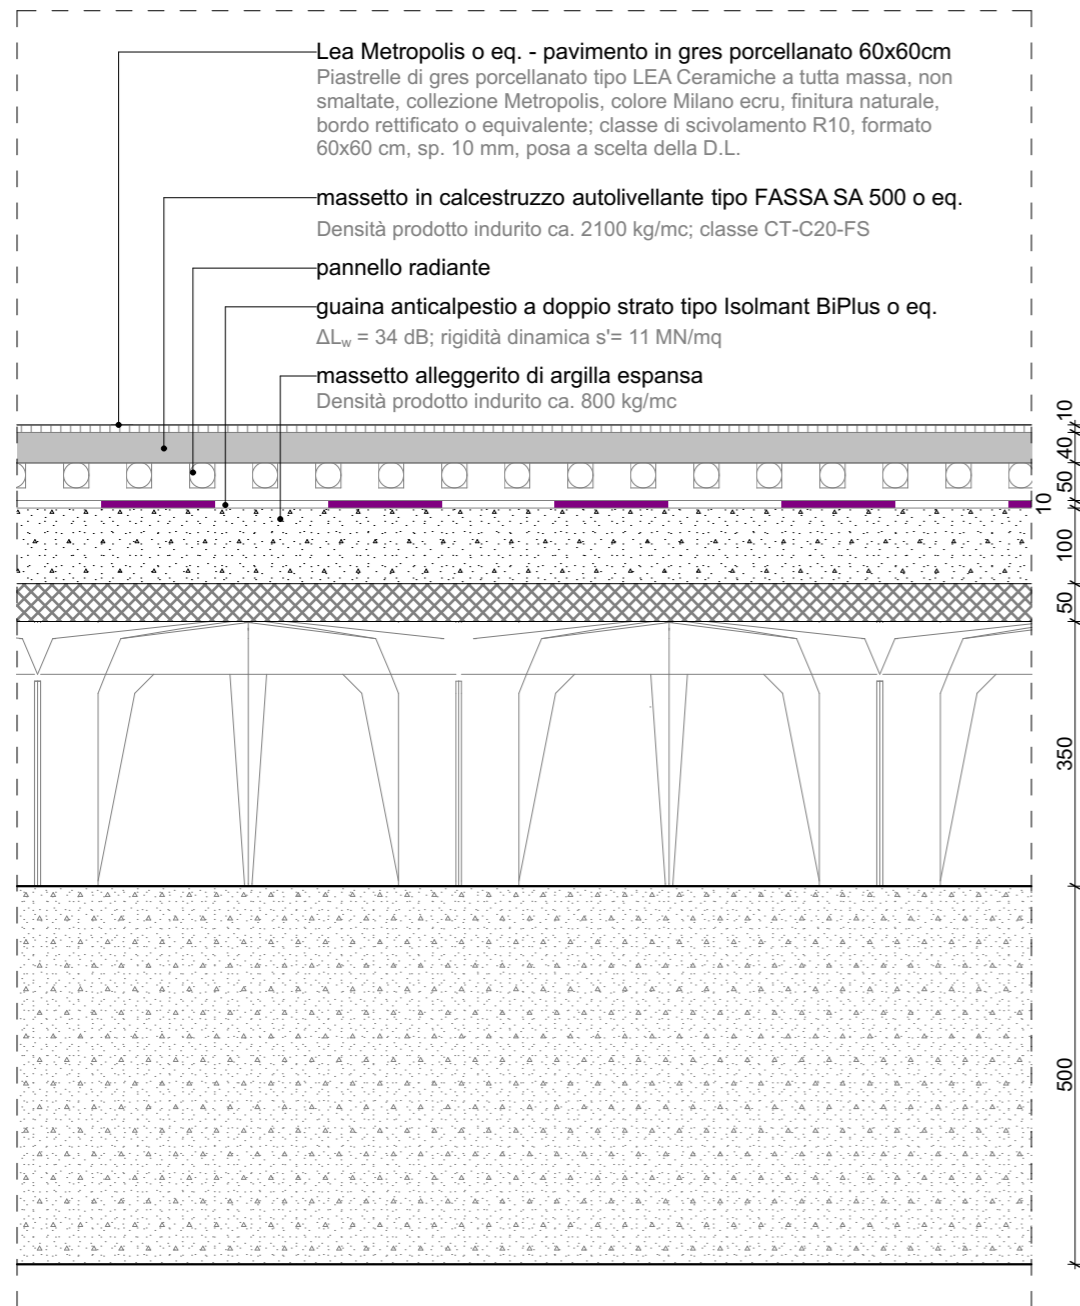 Lea Metropolis o eq. - pavimento in gres porcellanato 60x60cm
Piastrelle di gres porcellanato tipo LEA Ceramiche a tutta massa, non
smaltate, collezione Metropolis, colore Milano ecru, finitura naturale,
bordo rettificato o equivalente; classe di scivolamento R10, formato
60x60 cm, sp. 10 mm, posa a scelta della D.L.
massetto in calcestruzzo autolivellante tipo FASSA SA 500 o eq.
Densità prodotto indurito ca. 2100 kg/mc; classe CT-C20-FS
pannello radiante
guaina anticalpestio a doppio strato tipo Isolmant BiPlus o eq.
ΔLw = 34 dB; rigidità dinamica s'= 11 MN/mq
massetto alleggerito di argilla espansa
Densità prodotto indurito ca. 800 kg/mc
10
40
50
10
100
50
350
500